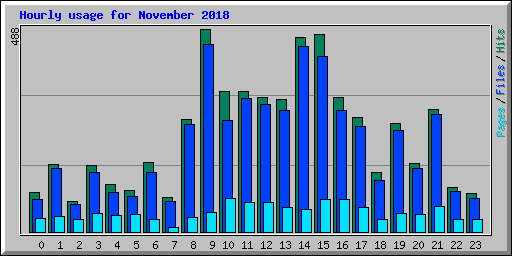 Hourly usage for November 2018
488
Pages/Files/Hits
0 1 2 3 4 5 6 7 8 9 10 11 12 13 14 15 16 17 18 19 20 21 22 23